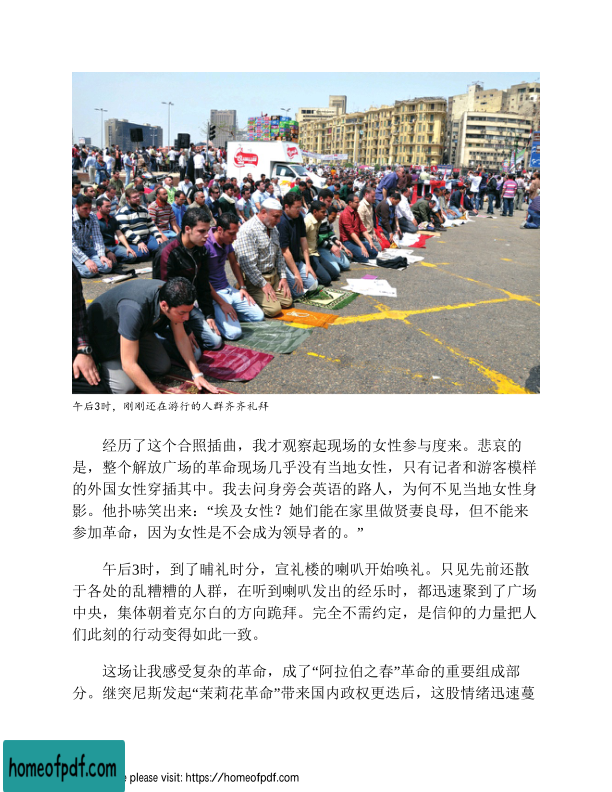 午后3时，刚刚还在游行的人群齐齐礼拜
经历了这个合照插曲，我才观察起现场的女性参与度来。悲哀的
是，整个解放广场的革命现场几乎没有当地女性，只有记者和游客模样
的外国女性穿插其中。我去问身旁会英语的路人，为何不见当地女性身
影。他扑哧笑出来：“埃及女性？她们能在家里做贤妻良母，但不能来
参加革命，因为女性是不会成为领导者的。”
午后3时，到了晡礼时分，宣礼楼的喇叭开始唤礼。只见先前还散
于各处的乱糟糟的人群，在听到喇叭发出的经乐时，都迅速聚到了广场
中央，集体朝着克尔白的方向跪拜。完全不需约定，是信仰的力量把人
们此刻的行动变得如此一致。
这场让我感受复杂的革命，成了“阿拉伯之春”革命的重要组成部
分。继突尼斯发起“茉莉花革命”带来国内政权更迭后，这股情绪迅速蔓
homeofpdf.com
please visit: https://homeofpdf.com